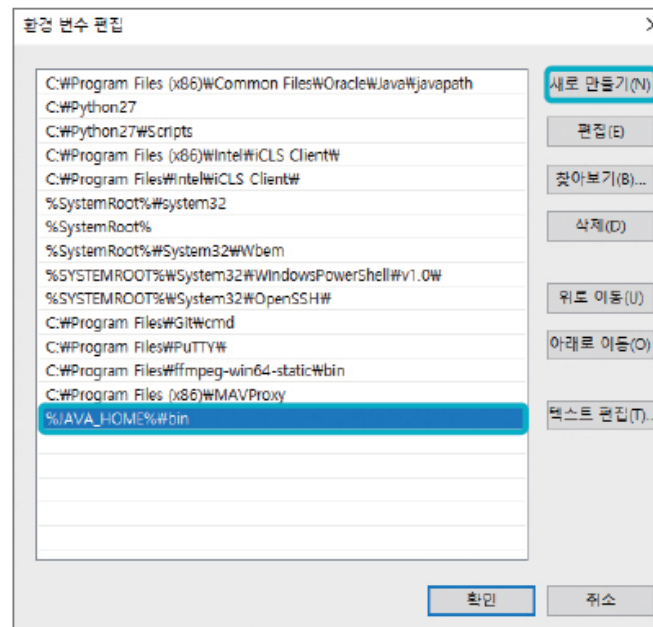 환경 변수 편집
C:₩Program Files (x86)₩Common Files₩Oracle₩Java₩javapath
C:₩Python27
C:₩Python27₩Scripts
C:₩Program Files (x86)₩Intel₩iCLS Client₩
C:₩Program Files₩Intel₩iCLS Client₩
%SystemRoot%₩system32
%SystemRoot%
%SystemRoot%₩System32₩Wbem
%SYSTEMROOT%₩System32₩WindowsPowerShell₩v1.0₩
%SYSTEMROOT%₩System32₩OpenSSH₩
C:₩Program Files₩Git₩cmd
C:₩Program Files₩PuTTY₩
C:₩Program Files₩ffmpeg-win64-static₩bin
C:₩Program Files (x86)₩MAVProxy
%JAVA_HOME%₩bin
새로 만들기(N)
편집(E)
찾아보기(B)...
삭제(D)
위로 이동(U)
아래로 이동(O)
텍스트 편집(T)..
확인
취소